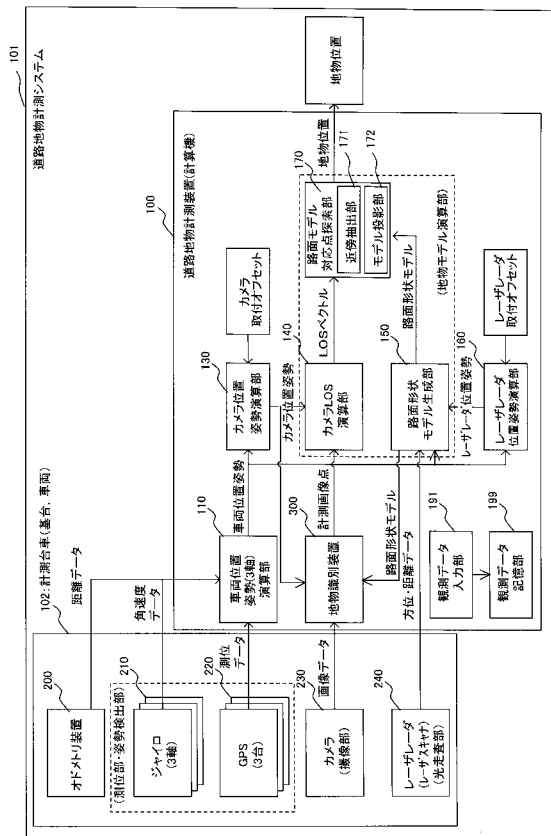 101
道路地物計測システム
102:計測台車(基台、車両)
200
オドメトリ装置
距離データ
(測位部・姿勢検出部)
210
ジャイロ
(3軸)
角速度
データ
220
GPS
(3台)
測位
データ
230
カメラ
(撮像部)
画像データ
240
レーザレーダ
(レーザスキャナ)
(光走査部)
方位・距離データ
100
道路地物計測装置(計算機)
110
車両位置
姿勢(3軸)
演算部
車両位置姿勢
300
地物識別装置
計測画像点
路面形状モデル
191
観測データ
入力部
199
観測データ
記憶部
130
カメラ位置
姿勢演算部
カメラ
取付オフセット
カメラ位置姿勢
140
カメラLOS
演算部
LOSベクトル
150
路面形状
モデル生成部
路面形状モデル
160
レーザレーダ
位置姿勢演算部
レーザレーダ位置姿勢
レーザレーダ
取付オフセット
170
路面モデル
対応点探索部
171
近傍抽出部
172
モデル投影部
(地物モデル演算部)
地物位置
地物位置